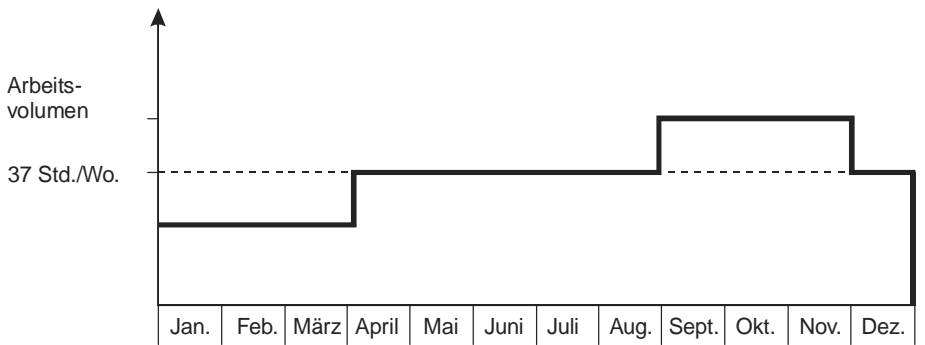 Arbeits-
volumen
37 Std./Wo.
Jan. Feb. März April Mai Juni Juli Aug. Sept. Okt. Nov. Dez.